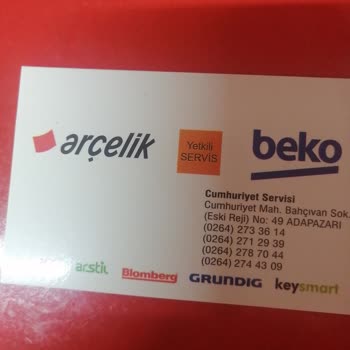 arçelik
Yetkili
SERVİS
beko
Cumhuriyet Servisi
Cumhuriyet Mah. Bahçıvan Sok.
(Eski Reji) No: 49 ADAPAZARI
(0264) 273 36 14
(0264) 271 29 39
(0264) 278 70 44
(0264) 274 43 09
arstil
Blomberg
GRUNDIG
keysmart